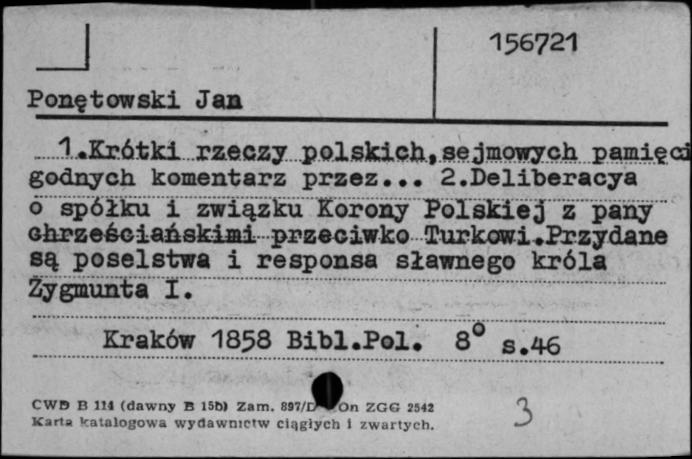 156721
Ponętowski Jan
1.Krótki rzeczy polskich,sejmowych pamięci
godnych komentarz przez... 2.Deliberacya
o spółku i związku Korony Polskiej z pany
chrześciańskimi przeciwko Turkowi.Przydane
są poselstwa i responsa sławnego króla
Zygmunta I.
Kraków 1858 Bibl.Pol. 8° s.46
CWD B 114 (dawny B 15b) Zam. 897/D On ZGG 2542
Karta katalogowa wydawnictw ciągłych i zwartych.
3